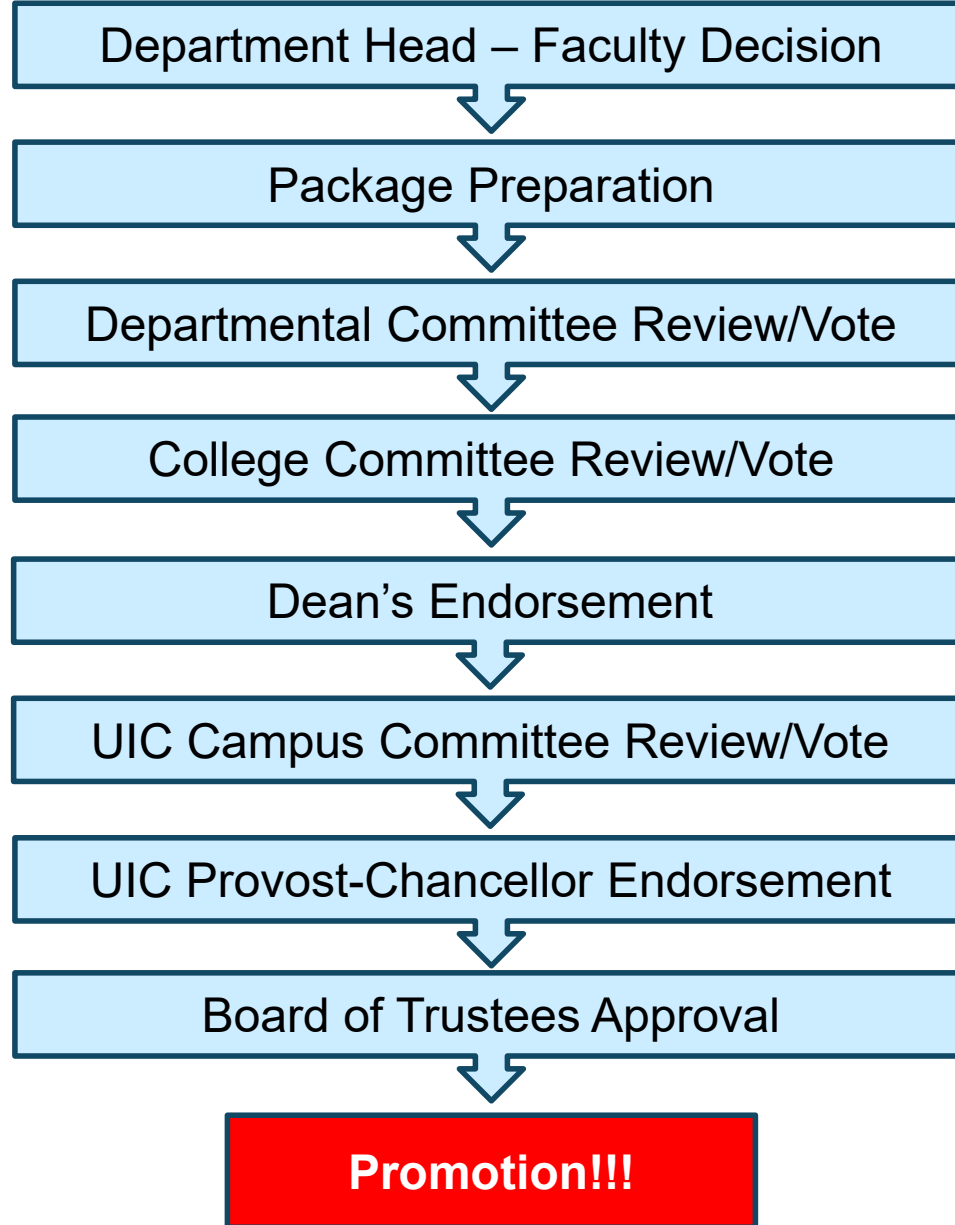 Department Head – Faculty Decision
Package Preparation
Departmental Committee Review/Vote
College Committee Review/Vote
Dean’s Endorsement
UIC Campus Committee Review/Vote
UIC Provost-Chancellor Endorsement
Board of Trustees Approval
Promotion!!!